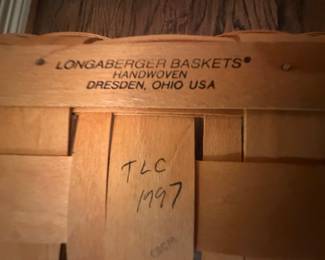 LONGABERGER BASKETS®
HANDWOVEN
DRESDEN, OHIO USA
TLC
1997